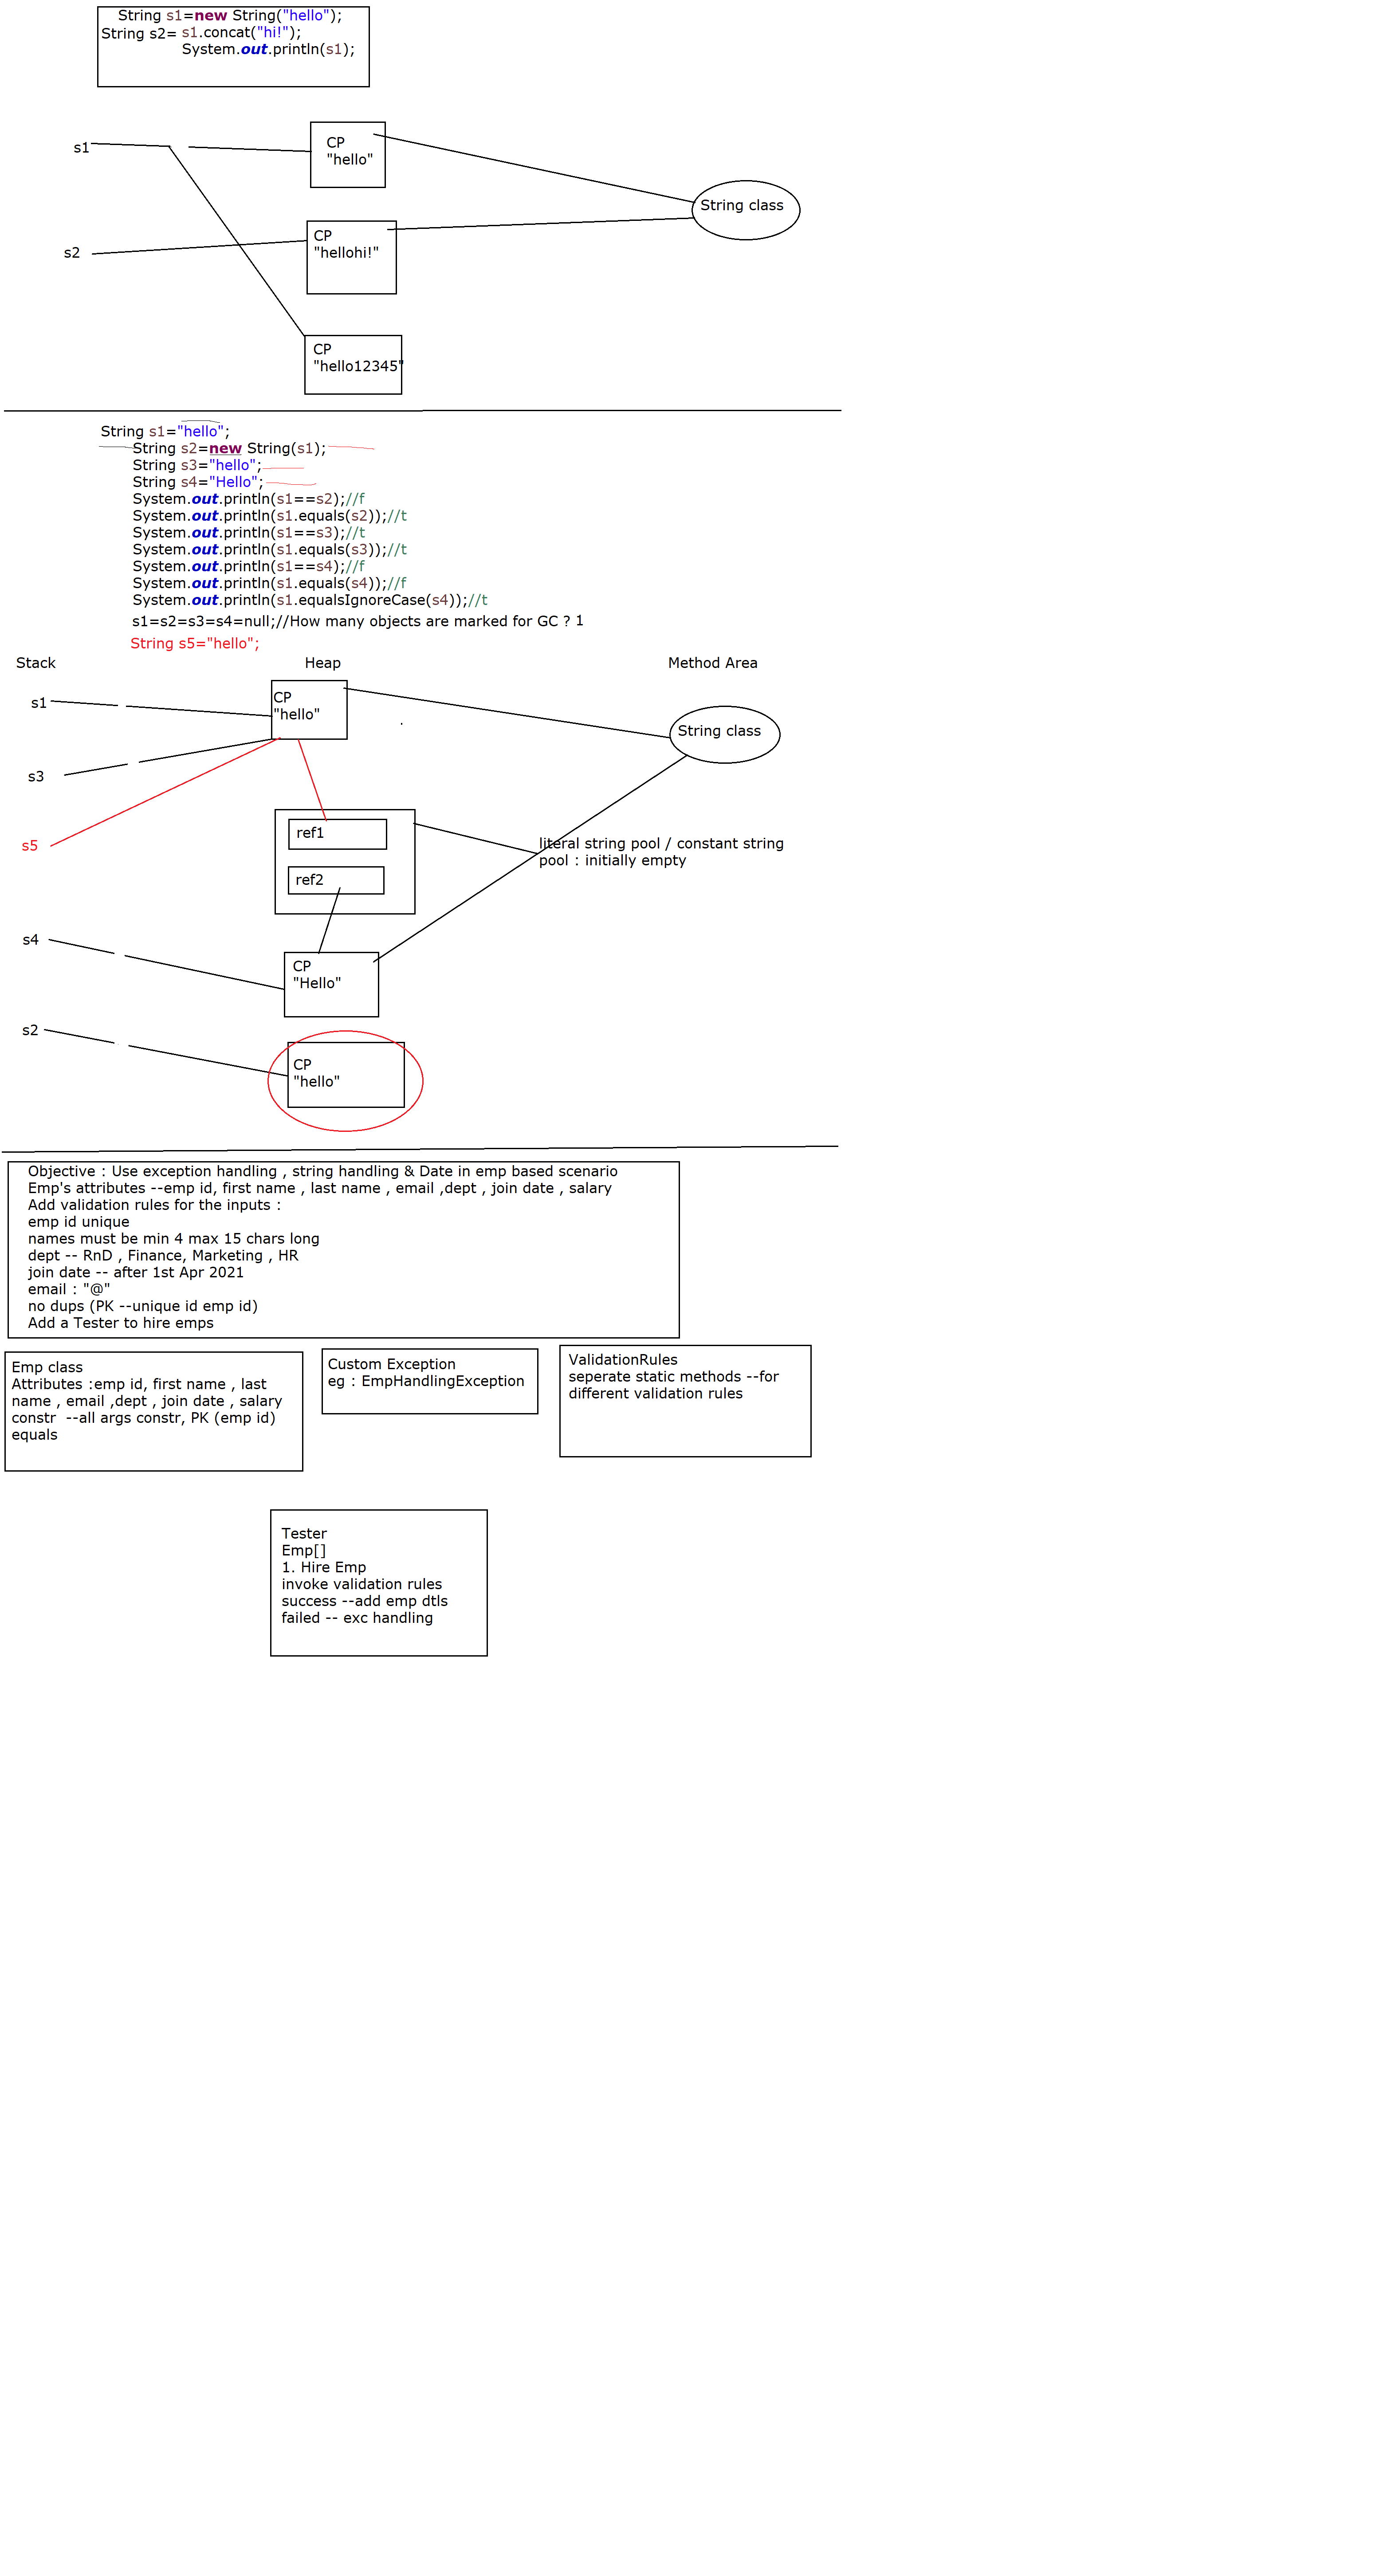 String s1=new String("hello");
String s2= s1.concat("hi!");
System.out.println(s1);
s1
CP
"hello"
String class
s2
CP
"hellohi!"
CP
"hello12345"
String s1="hello";
String s2=new String(s1);
String s3="hello";
String s4="Hello";
System.out.println(s1==s2);//f
System.out.println(s1.equals(s2));//t
System.out.println(s1==s3);//t
System.out.println(s1.equals(s3));//t
System.out.println(s1==s4);//f
System.out.println(s1.equals(s4));//f
System.out.println(s1.equalsIgnoreCase(s4));//t
s1=s2=s3=s4=null;//How many objects are marked for GC ? 1
String s5="hello";
Stack
Heap
Method Area
s1
CP
"hello"
String class
s3
s5
ref1
literal string pool / constant string
pool : initially empty
ref2
s4
CP
"Hello"
s2
CP
"hello"
Objective : Use exception handling , string handling & Date in emp based scenario
Emp's attributes --emp id, first name , last name , email ,dept , join date , salary
Add validation rules for the inputs :
emp id unique
names must be min 4 max 15 chars long
dept -- RnD , Finance, Marketing , HR
join date -- after 1st Apr 2021
email : "@"
no dups (PK --unique id emp id)
Add a Tester to hire emps
Emp class
Attributes :emp id, first name , last
name , email ,dept , join date , salary
constr  --all args constr, PK (emp id)
equals
Custom Exception
eg : EmpHandlingException
ValidationRules
seperate static methods --for
different validation rules
Tester
Emp[]
1. Hire Emp
invoke validation rules
success --add emp dtls
failed -- exc handling